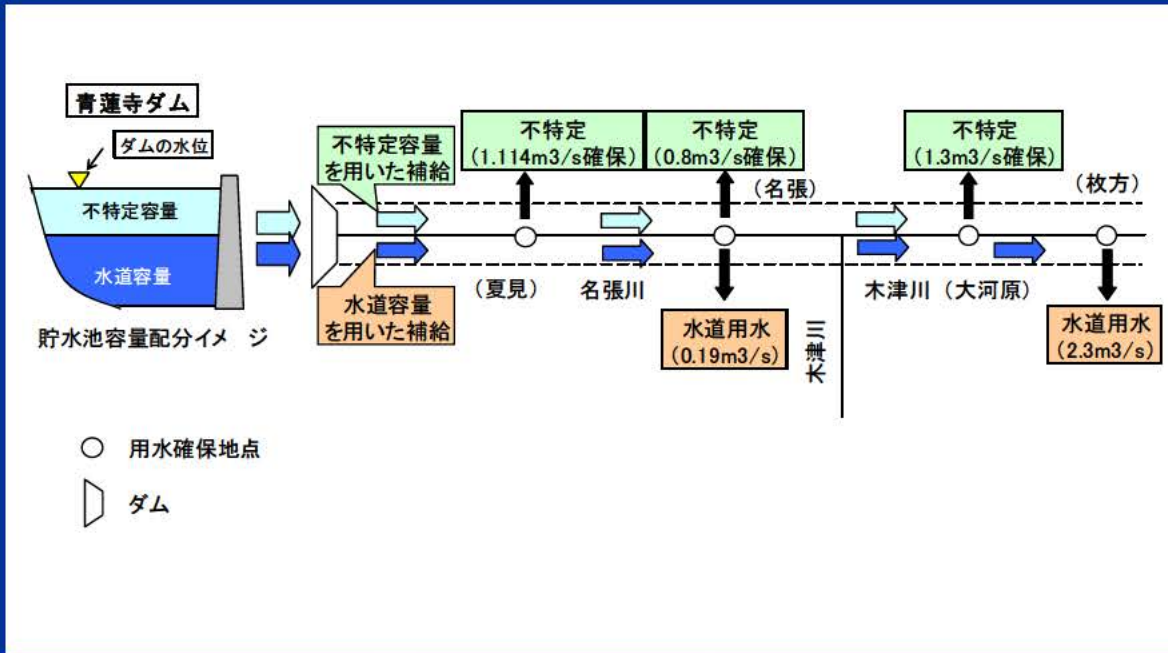 青蓮寺ダム
ダムの水位
不特定容量
水道容量
貯水池容量配分イメージ
不特定容量
を用いた補給
水道容量
を用いた補給
不特定
(1.114m3/s確保)
不特定
(0.8m3/s確保)
不特定
(1.3m3/s確保)
(名張)
(枚方)
(夏見)
名張川
木津川
(大河原)
水道用水
(0.19m3/s)
木津川
水道用水
(2.3m3/s)
用水確保地点
ダム